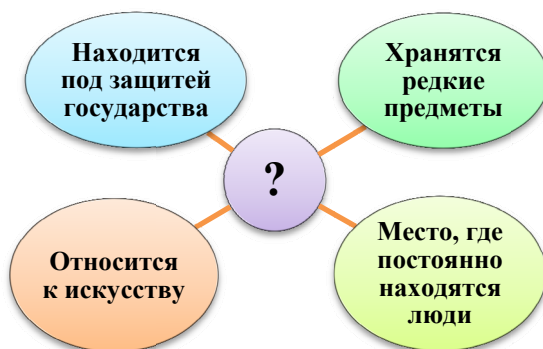 Находится
под защитей
государства
Хранятся
редкие
предметы
?
Относится
к искусству
Место, где
постоянно
находятся
люди